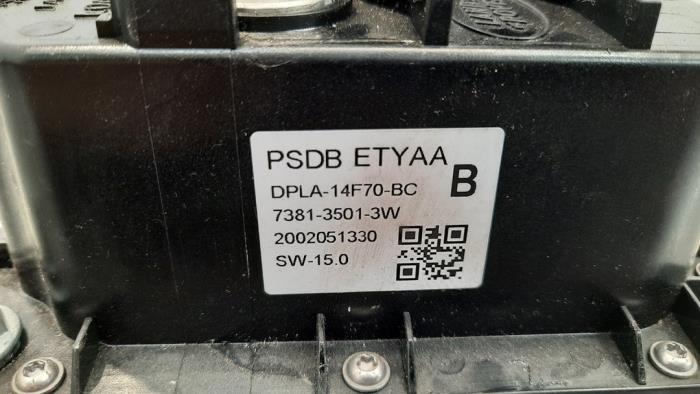 PSDB ETYAA
B
DPLA-14F70-BC
7381-3501-3W
2002051330
SW-15.0